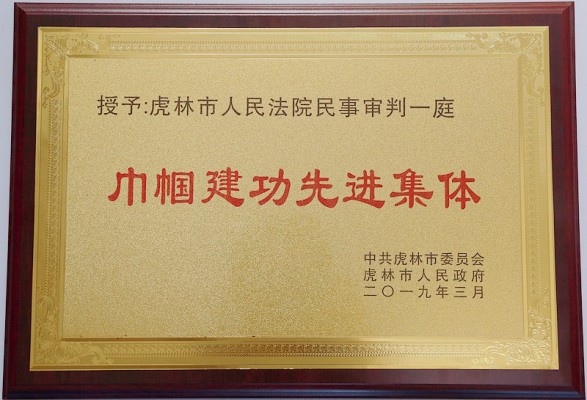 授予:虎林市人民法院民事审判一庭
巾帼建功先进集体
中共虎林市委员会
虎林市人民政府
二〇一九年三月